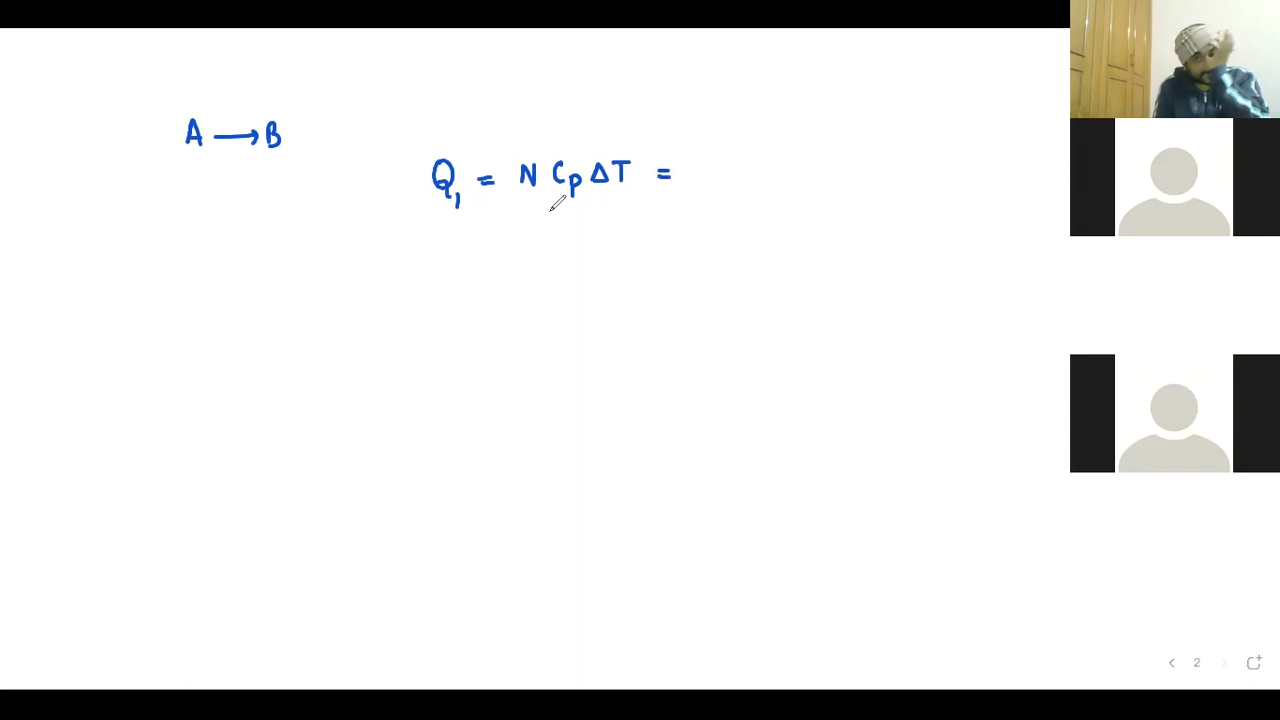 A ⟶ B
Q₁ = N Cₚ ΔT =
2